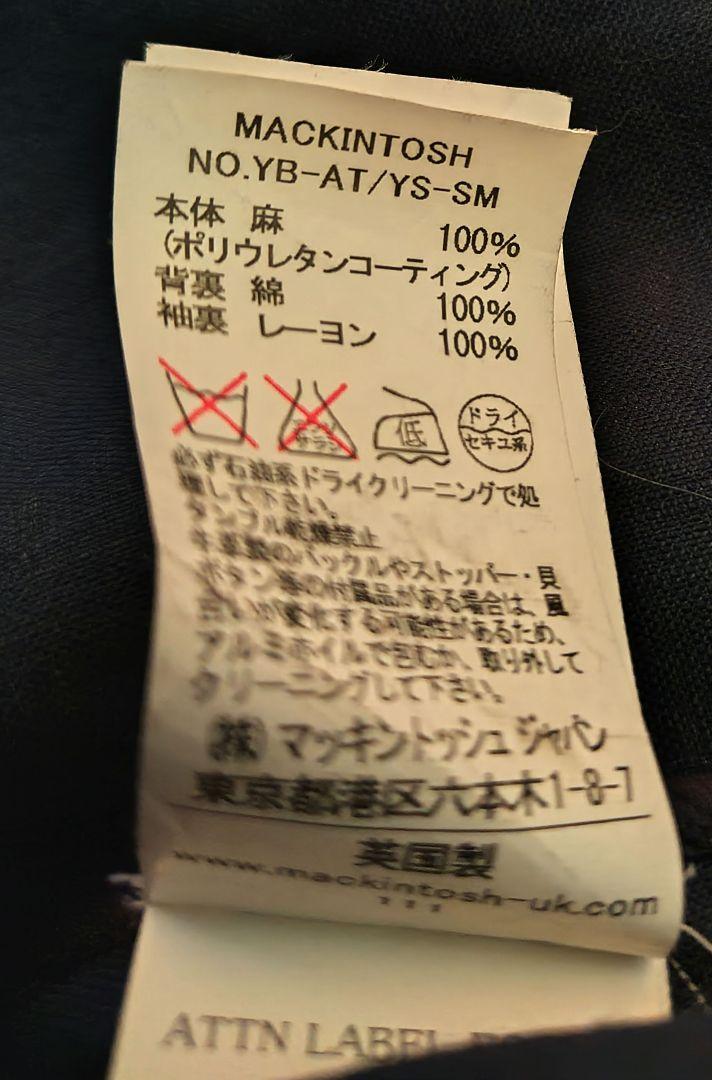 MACKINTOSH
NO.YB-AT/YS-SM
本体 麻 100%
(ポリウレタンコーティング)
背裏 綿 100%
袖裏 レーヨン 100%
サラシ
低
ドライ
セキユ系
必ず石油系ドライクリーニングで処
理して下さい。
タンブル乾燥禁止
牛革製のバックルやストッパー・貝
ボタン等の付属品がある場合は、風
合いが変化する可能性があるため、
アルミホイルで包むか、取り外して
クリーニングして下さい。
(株)マッキントッシュ ジャパン
東京都港区六本木1-8-7
英国製
www.mackintosh-uk.com
ATTN LABEL